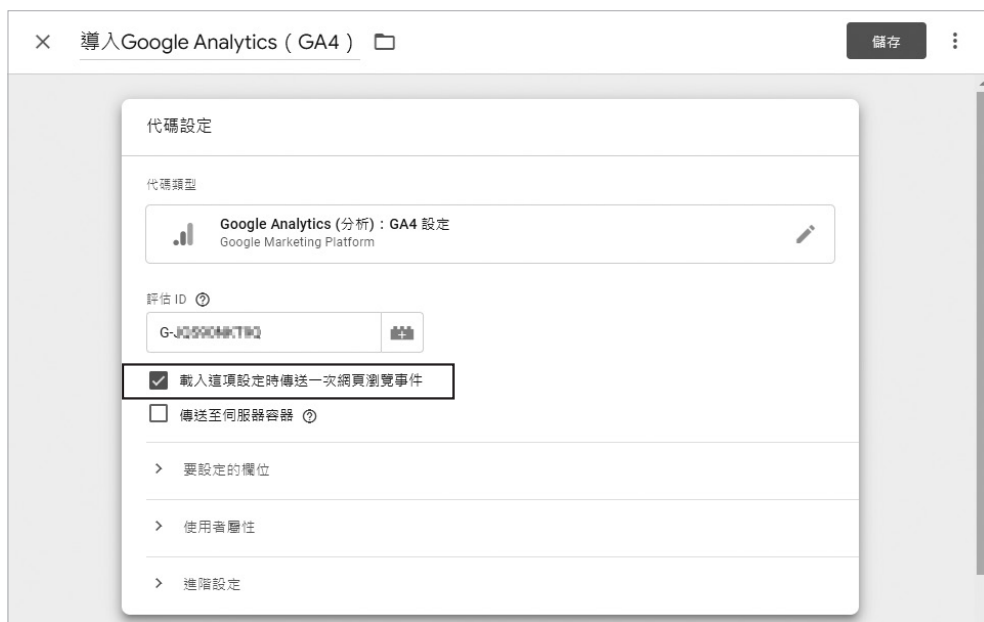 導入Google Analytics（GA4）
儲存
代碼設定
代碼類型
Google Analytics (分析)：GA4 設定
Google Marketing Platform
評估 ID
G-
載入這項設定時傳送一次網頁瀏覽事件
傳送至伺服器容器
要設定的欄位
使用者屬性
進階設定